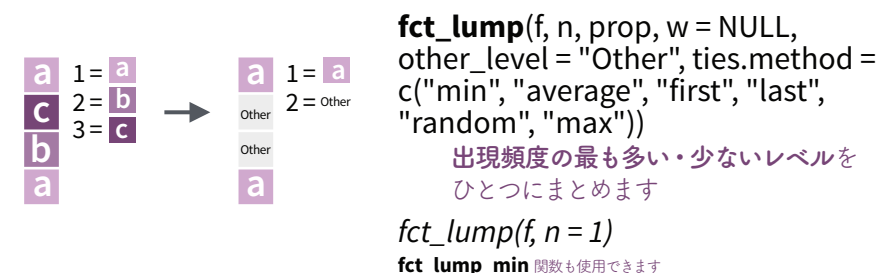 a 1 = a
c 2 = b
b 3 = c
a
a 1 = a
Other 2 = Other
Other
a
fct_lump(f, n, prop, w = NULL,
other_level = "Other", ties.method =
c("min", "average", "first", "last",
"random", "max"))
出現頻度の最も多い・少ないレベルを
ひとつにまとめます
fct_lump(f, n = 1)
fct_lump_min 関数も使用できます